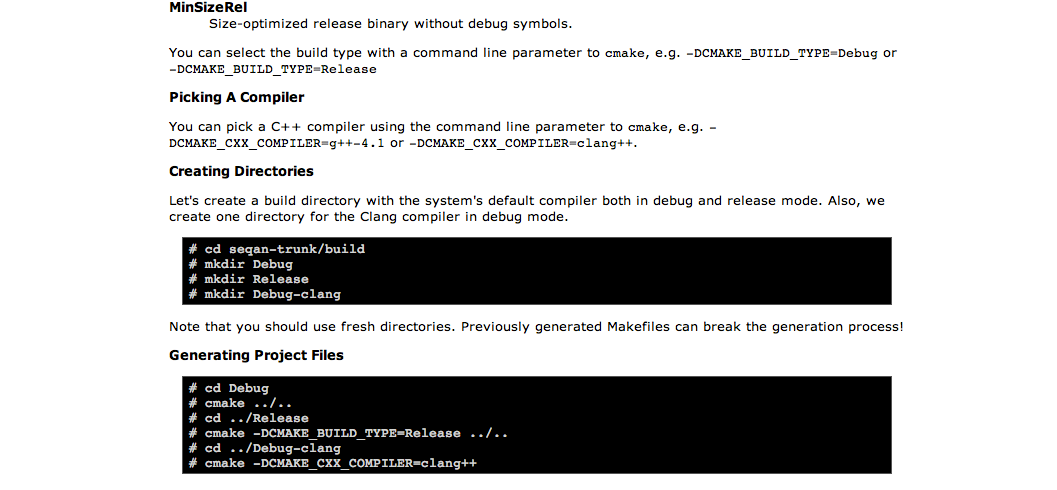 MinSizeRel
Size-optimized release binary without debug symbols.
You can select the build type with a command line parameter to cmake, e.g. -DCMAKE_BUILD_TYPE=Debug or
-DCMAKE_BUILD_TYPE=Release
Picking A Compiler
You can pick a C++ compiler using the command line parameter to cmake, e.g. -
DCMAKE_CXX_COMPILER=g++-4.1 or -DCMAKE_CXX_COMPILER=clang++.
Creating Directories
Let's create a build directory with the system's default compiler both in debug and release mode. Also, we
create one directory for the Clang compiler in debug mode.
# cd seqan-trunk/build
# mkdir Debug
# mkdir Release
# mkdir Debug-clang
Note that you should use fresh directories. Previously generated Makefiles can break the generation process!
Generating Project Files
# cd Debug
# cmake ../..
# cd ../Release
# cmake -DCMAKE_BUILD_TYPE=Release ../..
# cd ../Debug-clang
# cmake -DCMAKE_CXX_COMPILER=clang++